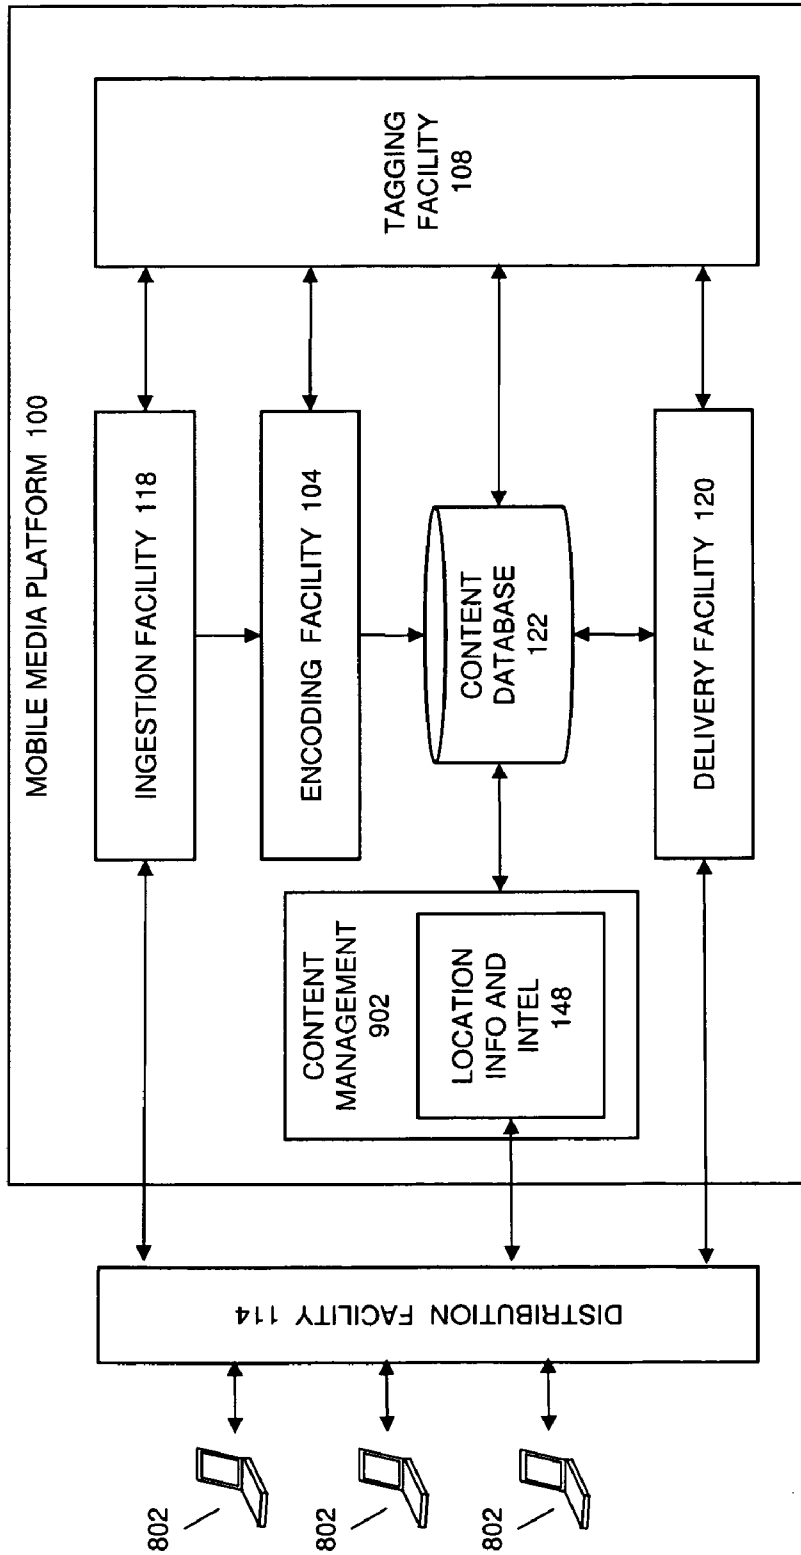 MOBILE MEDIA PLATFORM 100
802
802
802
DISTRIBUTION FACILITY 114
INGESTION FACILITY 118
ENCODING FACILITY 104
CONTENT
MANAGEMENT
902
LOCATION
INFO AND
INTEL
148
CONTENT
DATABASE
122
DELIVERY FACILITY 120
TAGGING
FACILITY
108